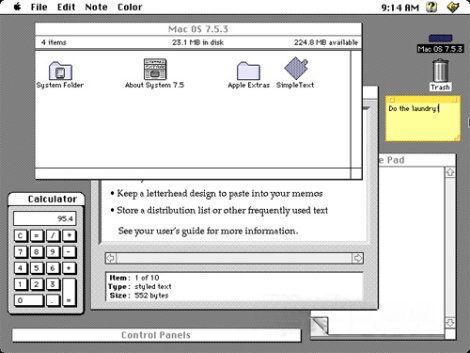 File Edit Note Color 9:14 AM
Mac OS 7.5.3
4 items 23.1 MB in disk 224.8 MB available
System Folder About System 7.5 Apple Extras SimpleText
Mac OS 7.5.3
Trash
Do the laundry!
e Pad
• Keep a letterhead design to paste into your memos
• Store a distribution list or other frequently used text
See your user's guide for more information.
Item : 1 of 10
Type : styled text
Size : 552 bytes
Calculator
95.4
C = / *
7 8 9 -
4 5 6 +
1 2 3 =
0 .
Control Panels